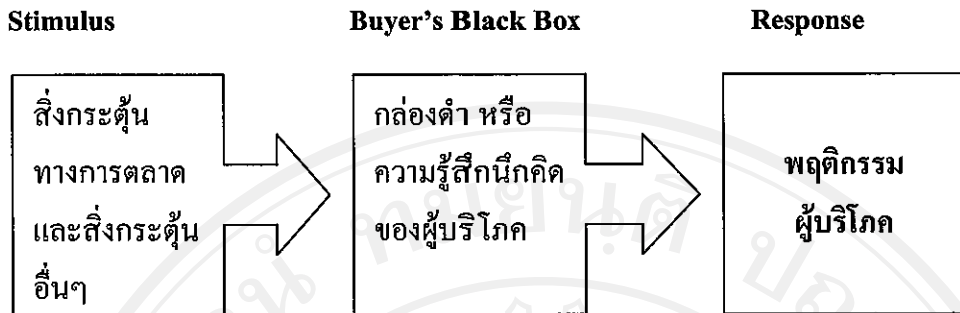 Stimulus Buyer's Black Box Response
สิ่งกระตุ้น
ทางการตลาด
และสิ่งกระตุ้น
อื่นๆ
กล่องดำ หรือ
ความรู้สึกนึกคิด
ของผู้บริโภค
พฤติกรรม
ผู้บริโภค